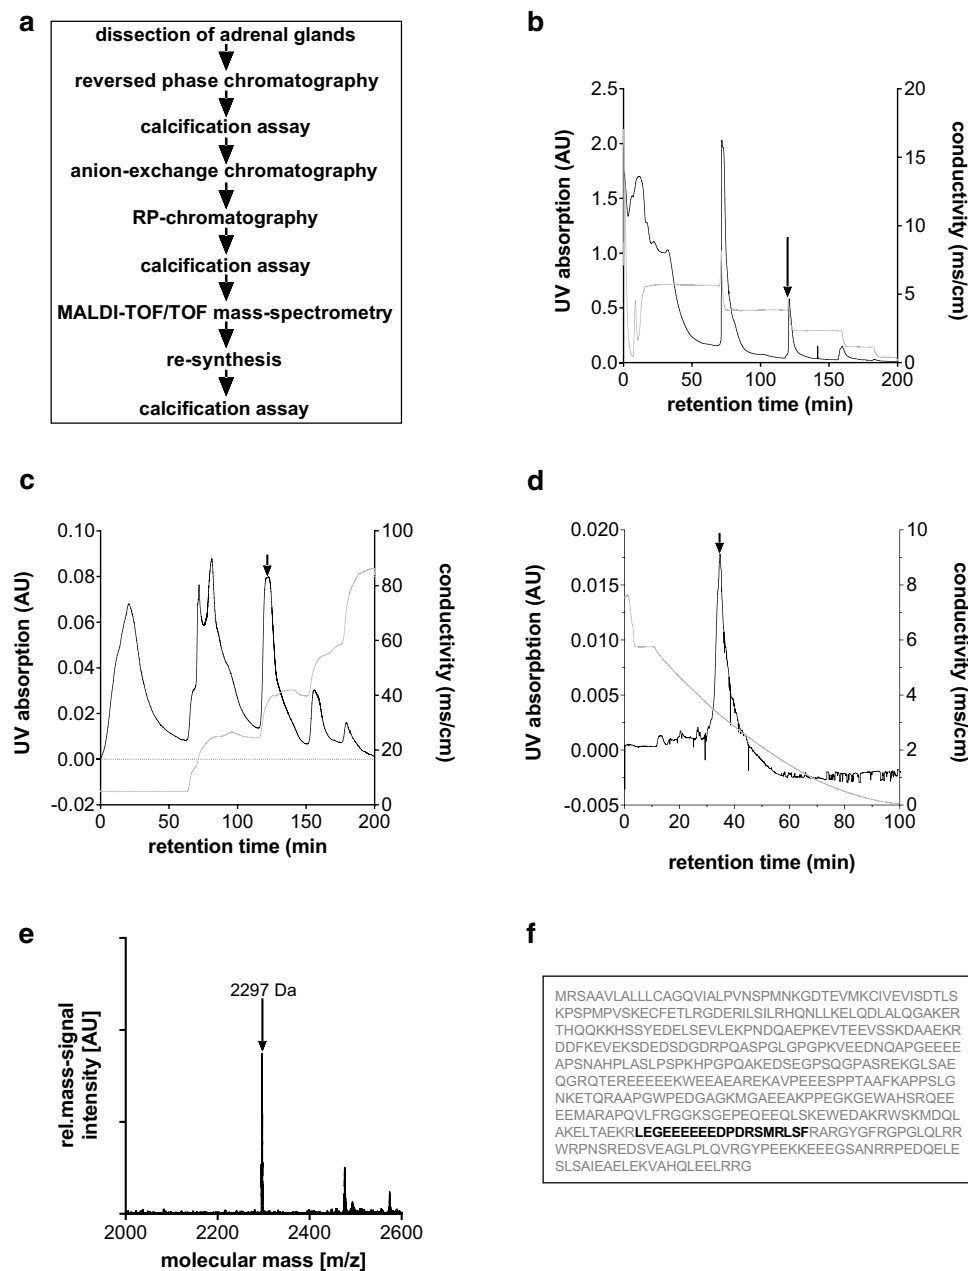 a
dissection of adrenal glands
reversed phase chromatography
calcification assay
anion-exchange chromatography
RP-chromatography
calcification assay
MALDI-TOF/TOF mass-spectrometry
re-synthesis
calcification assay
b
2.5
2.0
1.5
1.0
0.5
0.0
UV absorption (AU)
20
15
10
5
0
conductivity (ms/cm)
0 50 100 150 200
retention time (min)
c
0.10
0.08
0.06
0.04
0.02
0.00
-0.02
UV absorption (AU)
100
80
60
40
20
0
conductivity (ms/cm)
0 50 100 150 200
retention time (min
d
0.020
0.015
0.010
0.005
0.000
-0.005
UV absorpbtion (AU)
10
8
6
4
2
0
conductivity (ms/cm)
0 20 40 60 80 100
retention time (min)
e
2297 Da
rel.mass-signal
intensity [AU]
2000 2200 2400 2600
molecular mass [m/z]
f
MRSAAVLALLLCAGQVIALPVNSPMNKGDTEVMKCIVEVISDTLS
KPSPMPVSKECFETLRGDERILSILRHQNLLKELQDLALQGAKER
THQQKKHSSYEDELSEVLEKPNDQAEPKEVTEEVSSKDAAEKR
DDFKEVEKSDEDSDGDRPQASPGLGPGPKVEEDNQAPGEEEE
APSNAHPLASLPSPKHPGPQAKEDSEGPSQGPASREKGLSAE
QGRQTEREEEEEKWEEAEAREKAVPEEESPPTAAFKAPPSLG
NKETQRAAPGWPEDGAGKMGAEEAKPPEGKGEWAHSRQEE
EEMARAPQVLFRGGKSGEPEQEEQLSKEWEDAKRWSKMDQL
AKELTAEKRLEGEEEEEEDPDRSMRLSFRARGYGFRGPGLQLRR
WRPNSREDSVEAGLPLQVRGYPEEKKEEEGSANRRPEDQELE
SLSAIEAELEKVAHQLEELRRG